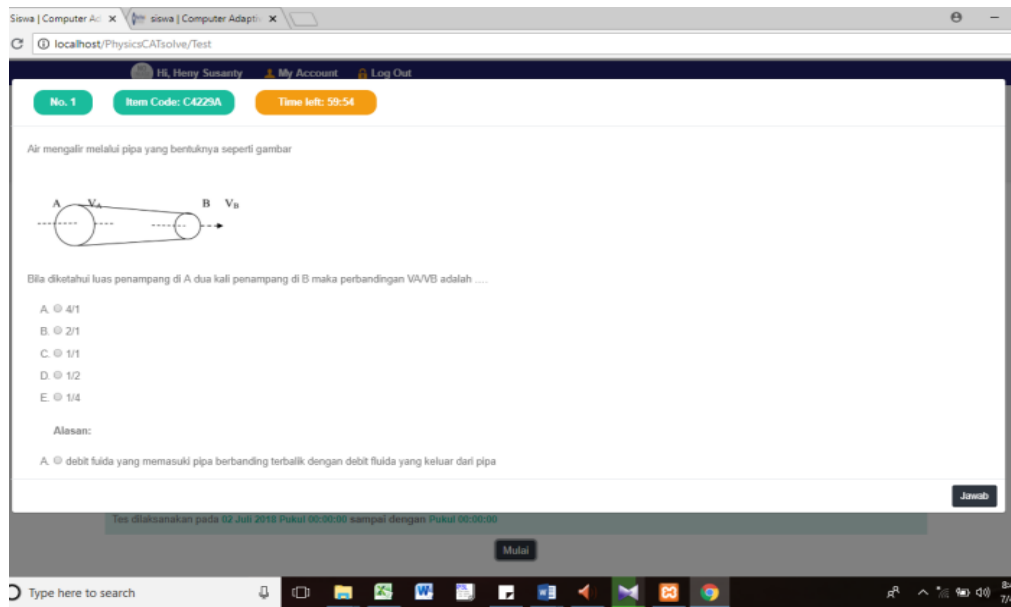 Siswa | Computer Ad
siswa | Computer Adapti
localhost/PhysicsCATsolve/Test
Hi, Heny Susanty My Account Log Out
No. 1 Item Code: C4229A Time left: 59:54
Air mengalir melalui pipa yang bentuknya seperti gambar
A VA B VB
Bila diketahui luas penampang di A dua kali penampang di B maka perbandingan VA/VB adalah ....
A. 4/1
B. 2/1
C. 1/1
D. 1/2
E. 1/4
Alasan:
A. debit fuida yang memasuki pipa berbanding terbalik dengan debit fluida yang keluar dari pipa
Jawab
Tes dilaksanakan pada 02 Juli 2018 Pukul 00:00:00 sampai dengan Pukul 00:00:00
Mulai
Type here to search